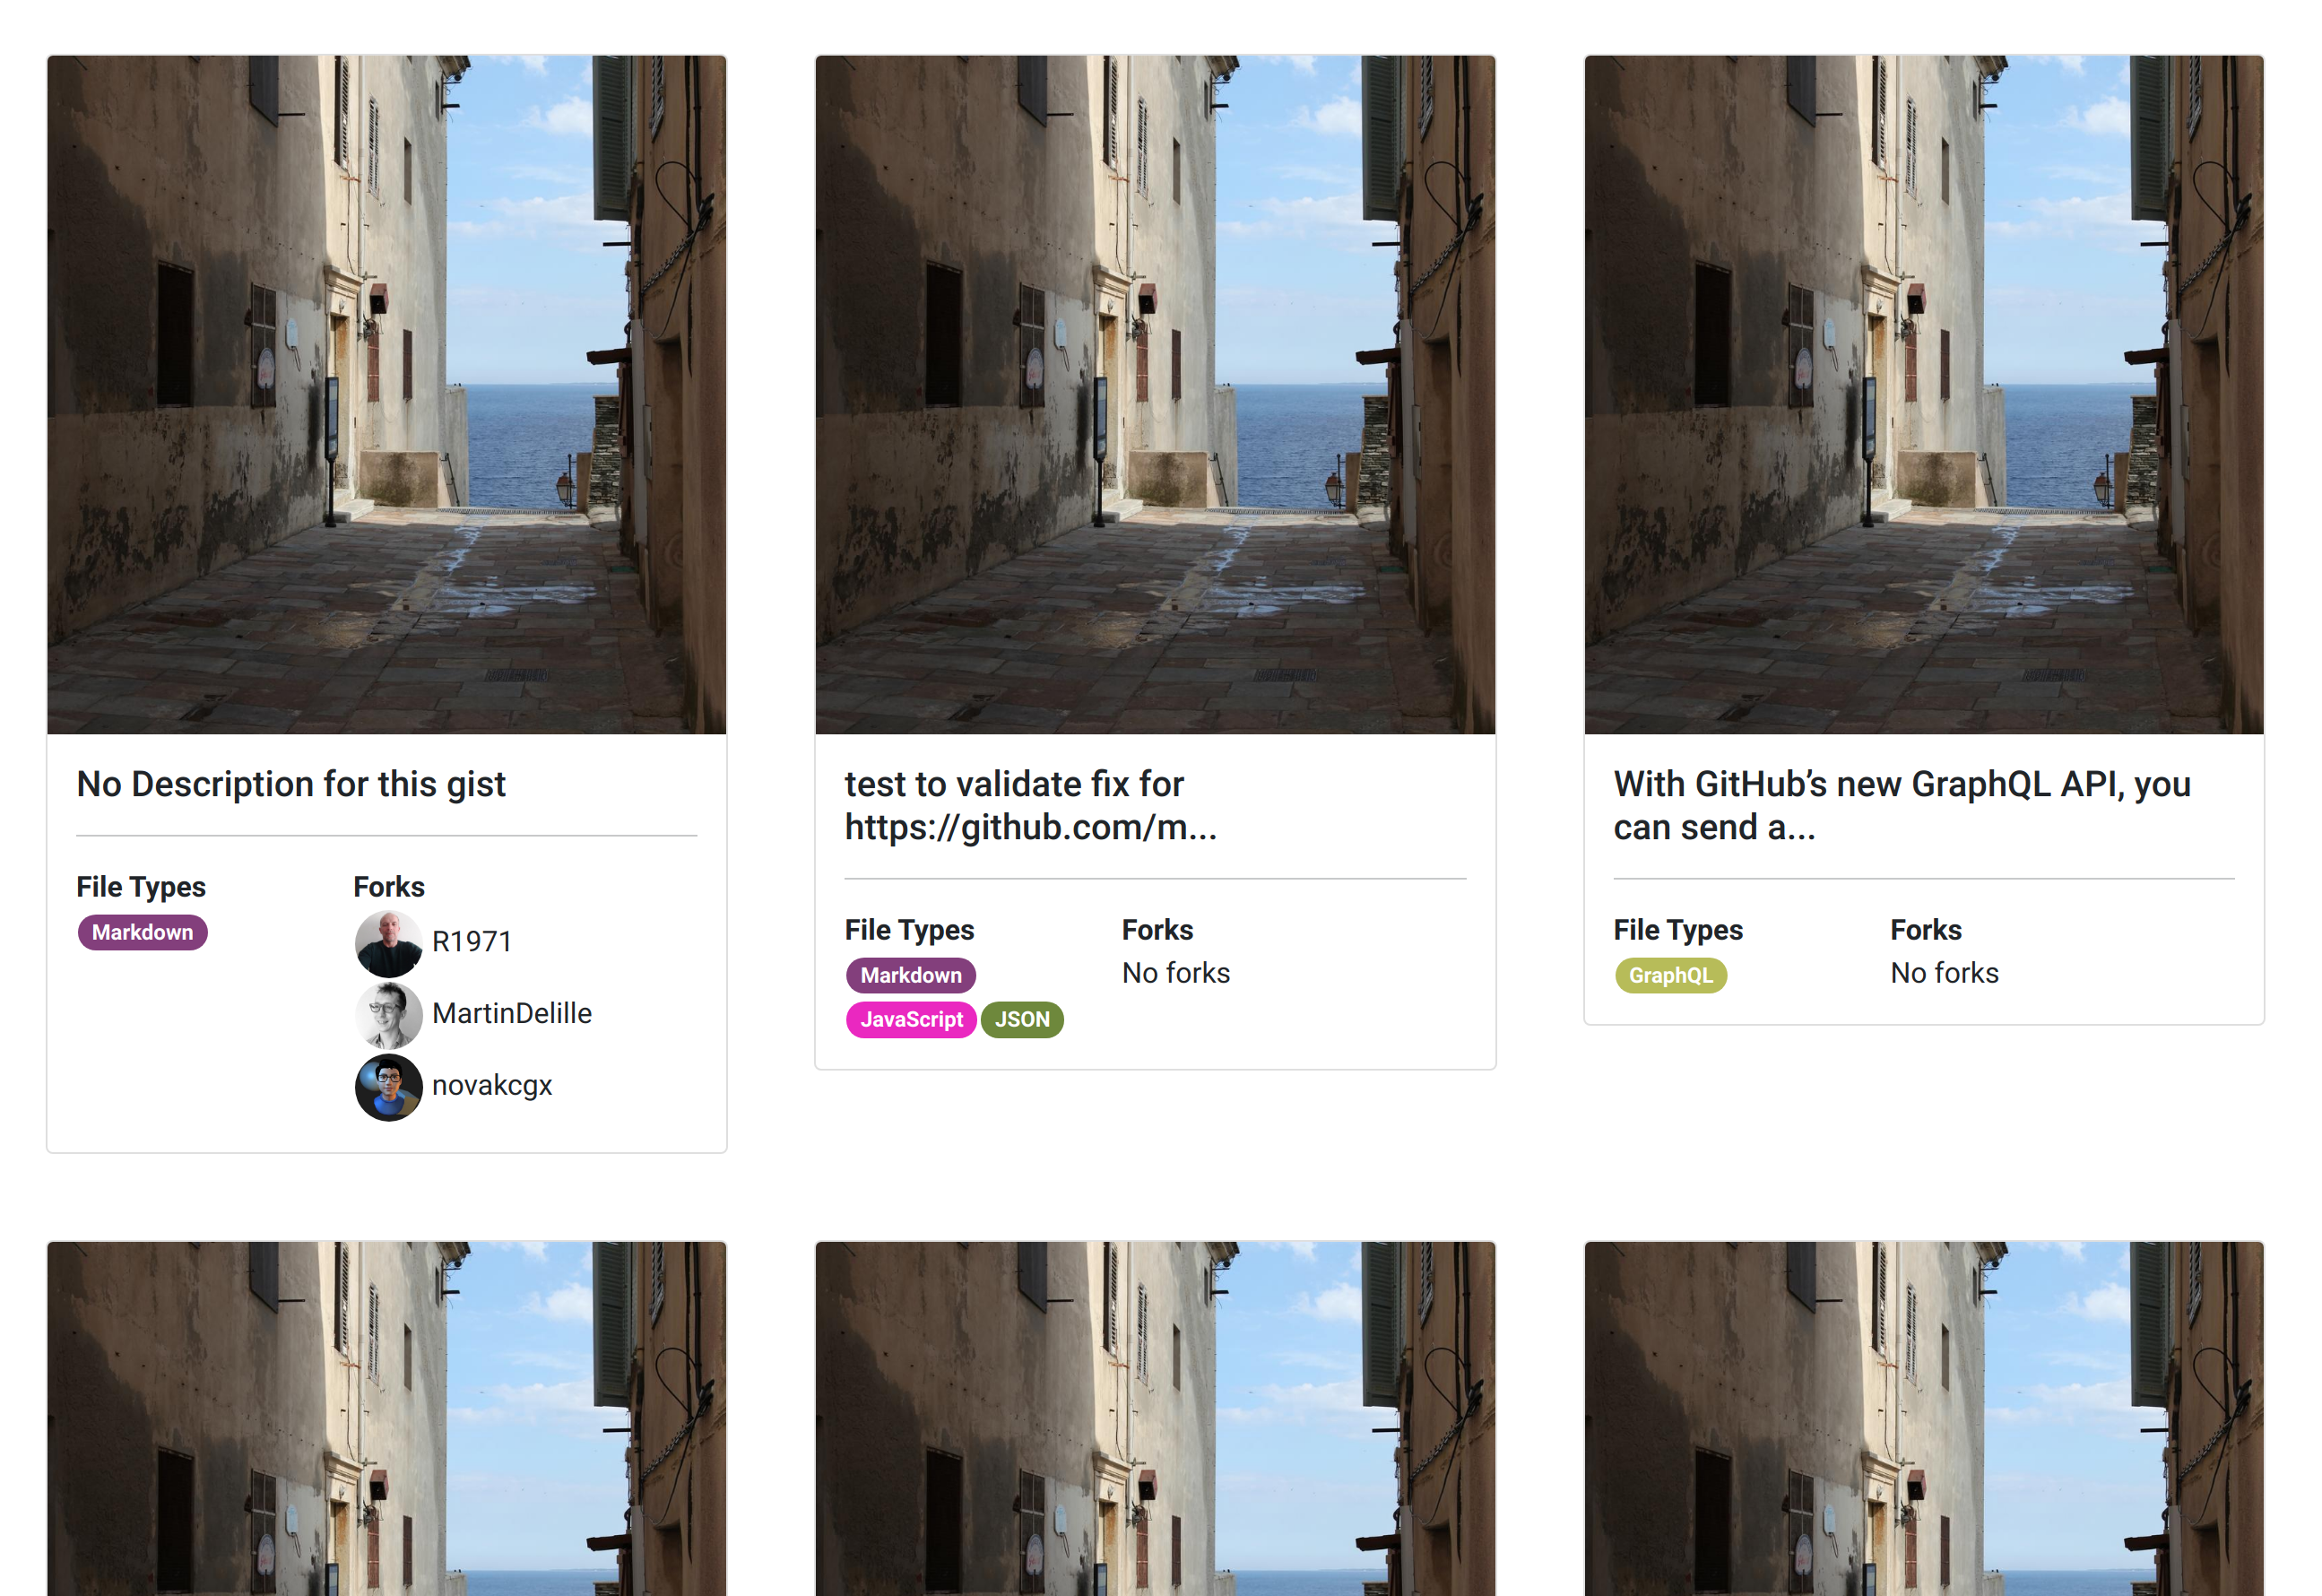 No Description for this gist
File Types
Markdown
Forks
R1971
MartinDelille
novakcgx
test to validate fix for
https://github.com/m...
File Types
Markdown
JavaScript JSON
Forks
No forks
With GitHub’s new GraphQL API, you
can send a...
File Types
GraphQL
Forks
No forks